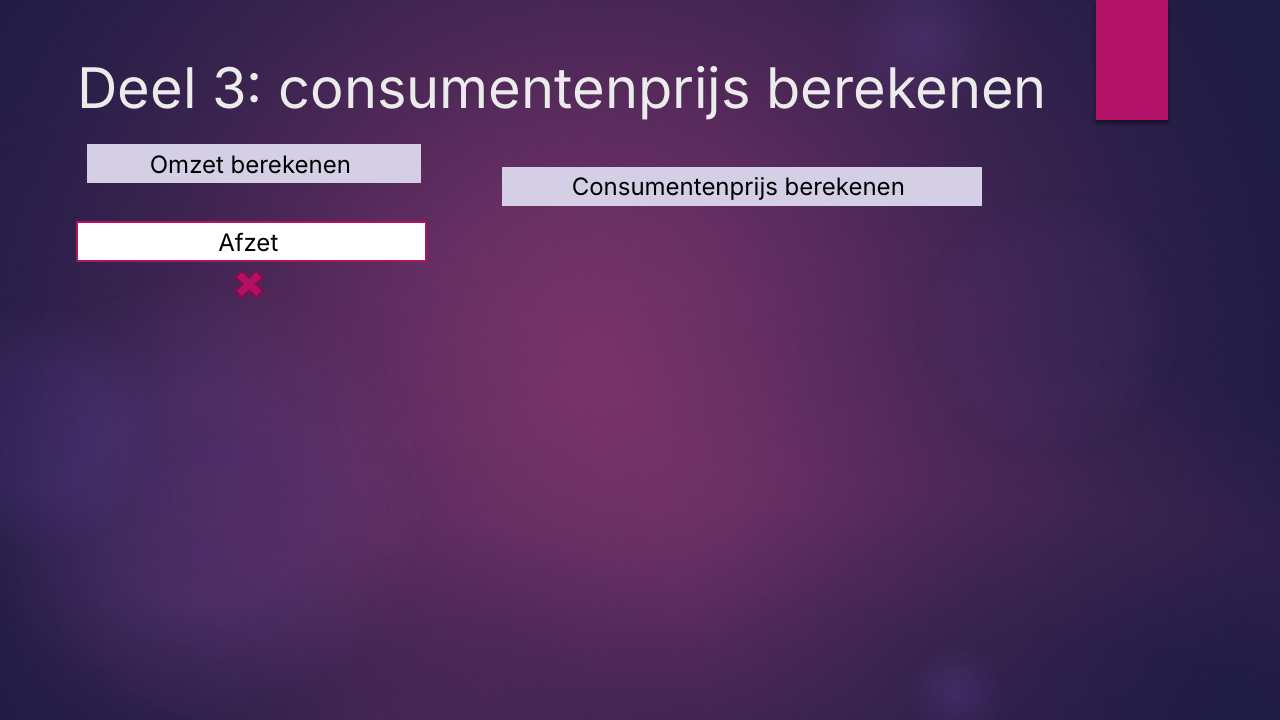 Deel 3: consumentenprijs berekenen
Omzet berekenen
Consumentenprijs berekenen
Afzet
✖